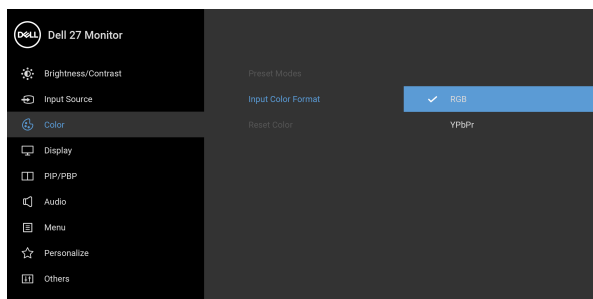 DELL Dell 27 Monitor
Brightness/Contrast Preset Modes
Input Source Input Color Format ✓ RGB
Color Reset Color YPbPr
Display
PIP/PBP
Audio
Menu
Personalize
Others